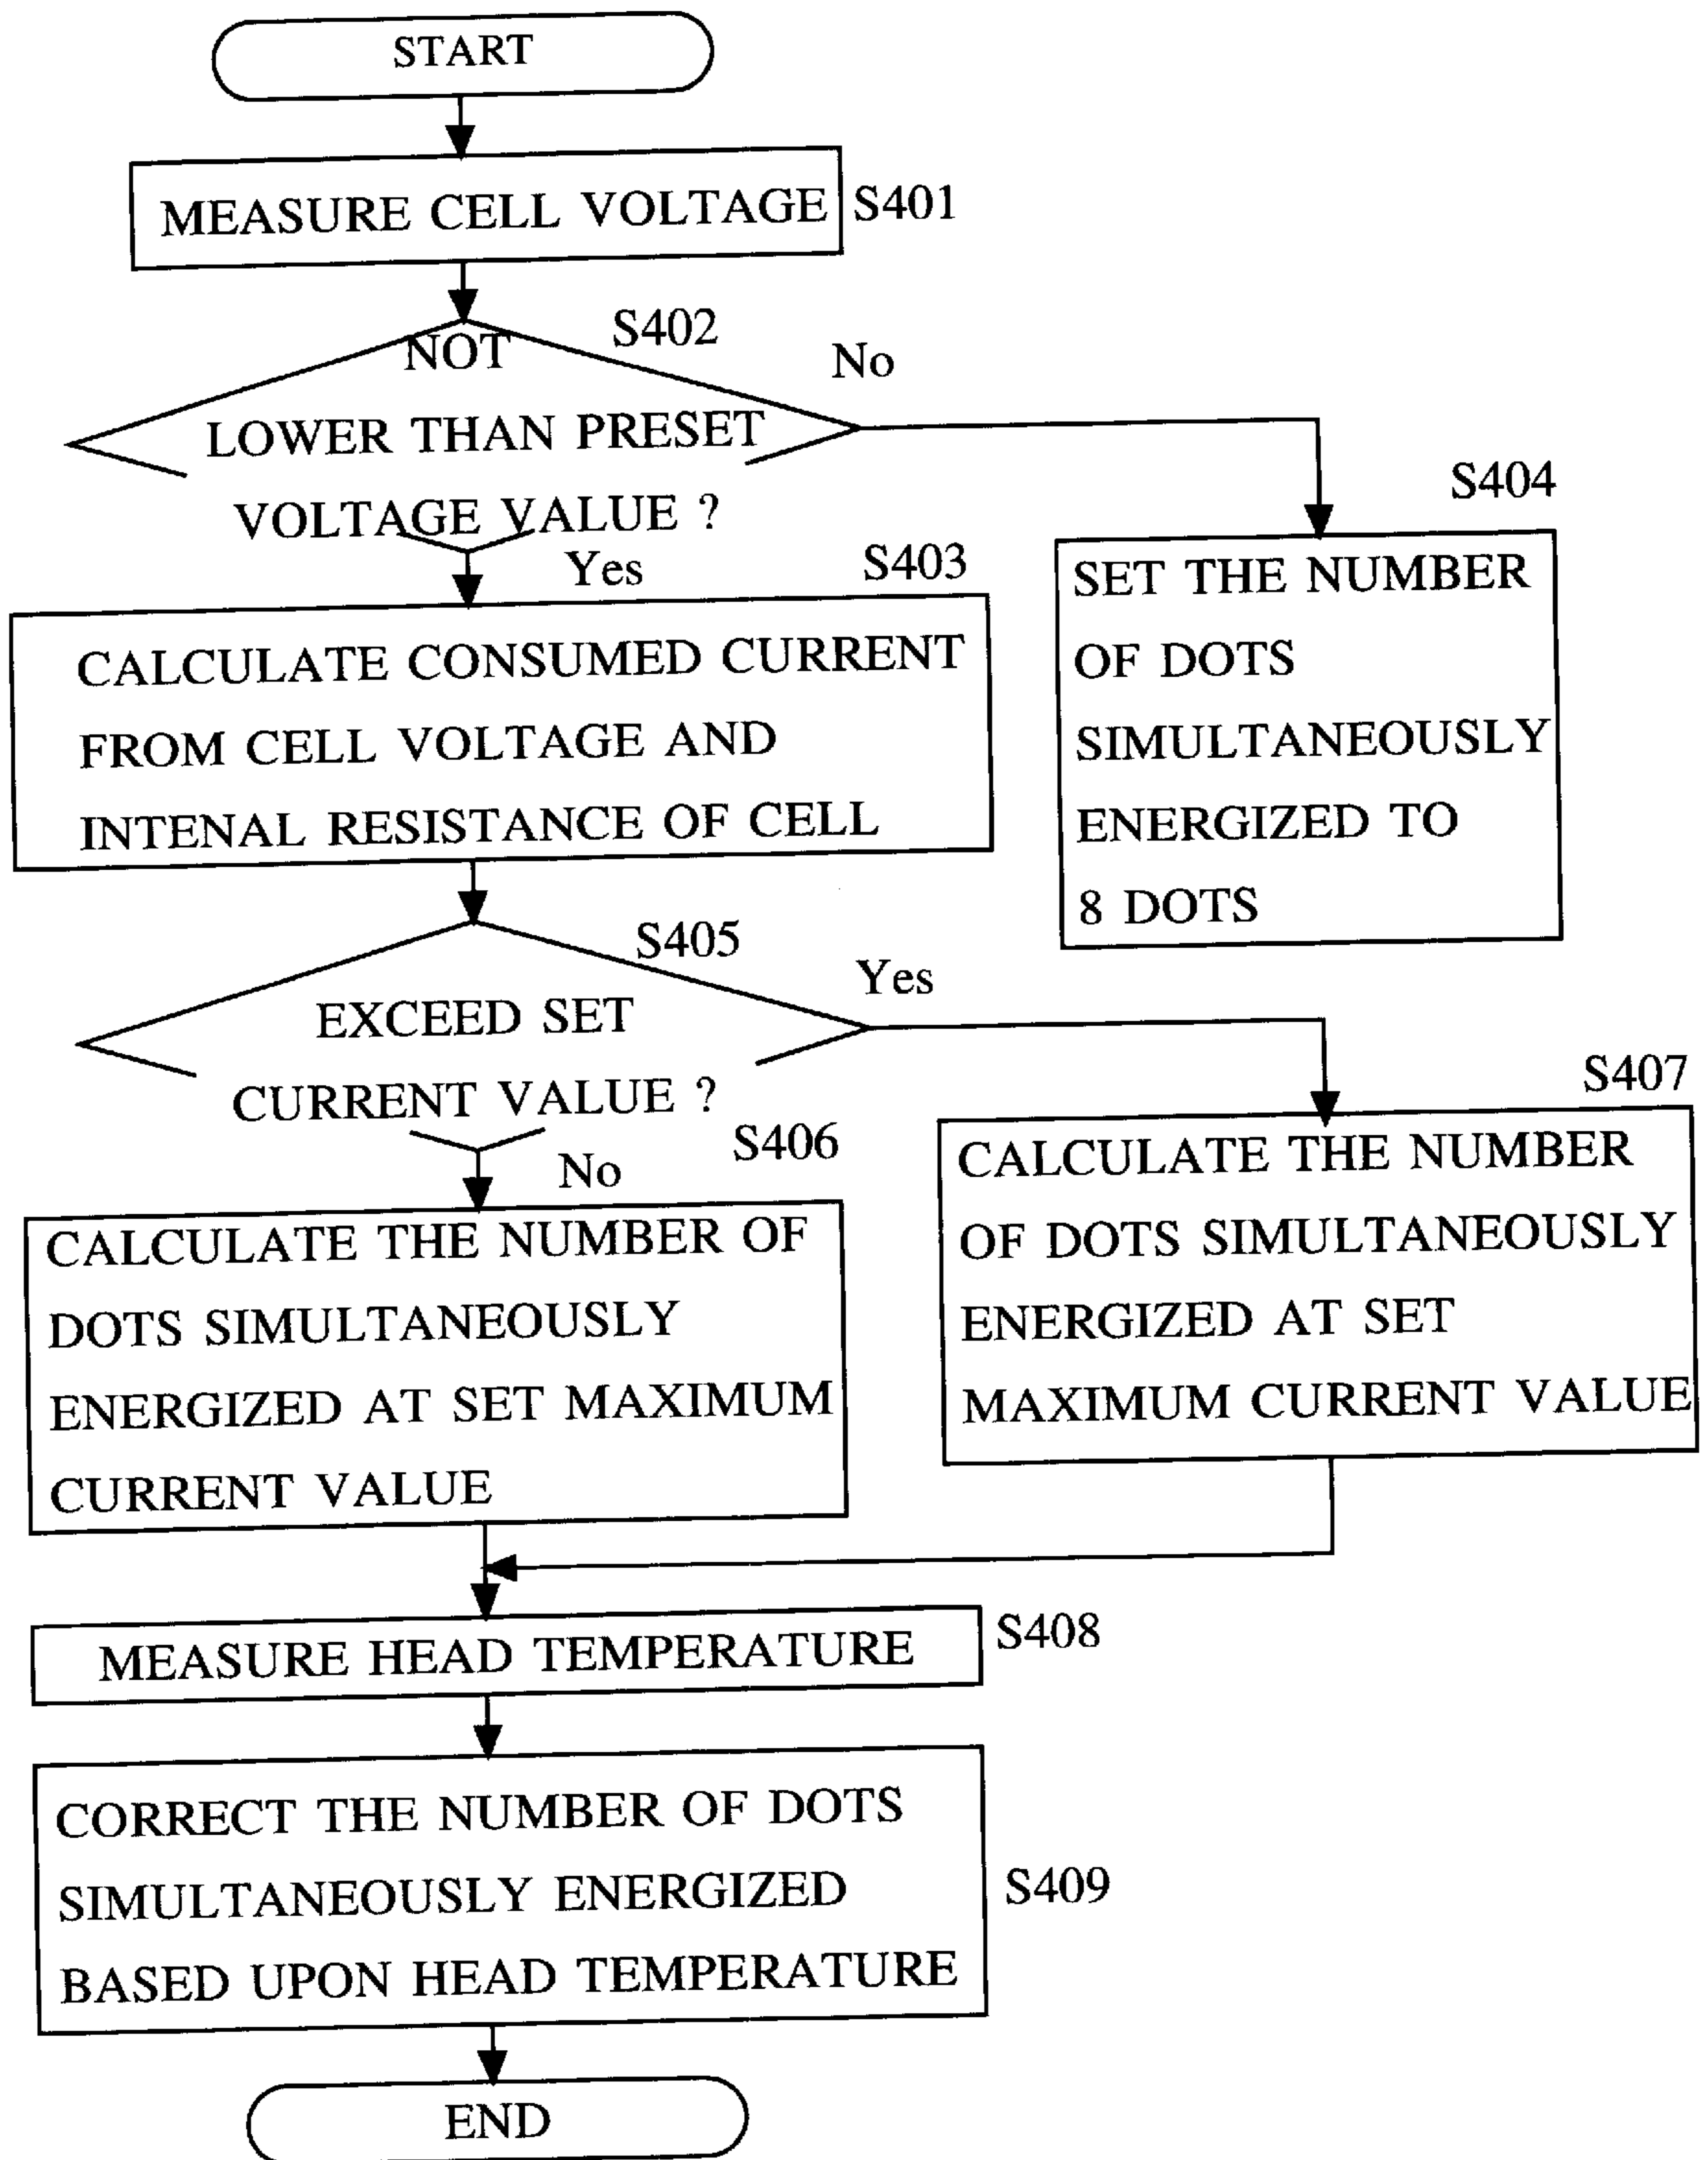 START
MEASURE CELL VOLTAGE
S401
S402
NOT
LOWER THAN PRESET
VOLTAGE VALUE ?
No
Yes
S404
SET THE NUMBER
OF DOTS
SIMULTANEOUSLY
ENERGIZED TO
8 DOTS
S403
CALCULATE CONSUMED CURRENT
FROM CELL VOLTAGE AND
INTENAL RESISTANCE OF CELL
S405
EXCEED SET
CURRENT VALUE ?
Yes
No
S407
CALCULATE THE NUMBER
OF DOTS SIMULTANEOUSLY
ENERGIZED AT SET
MAXIMUM CURRENT VALUE
S406
CALCULATE THE NUMBER OF
DOTS SIMULTANEOUSLY
ENERGIZED AT SET MAXIMUM
CURRENT VALUE
MEASURE HEAD TEMPERATURE
S408
CORRECT THE NUMBER OF DOTS
SIMULTANEOUSLY ENERGIZED
BASED UPON HEAD TEMPERATURE
S409
END